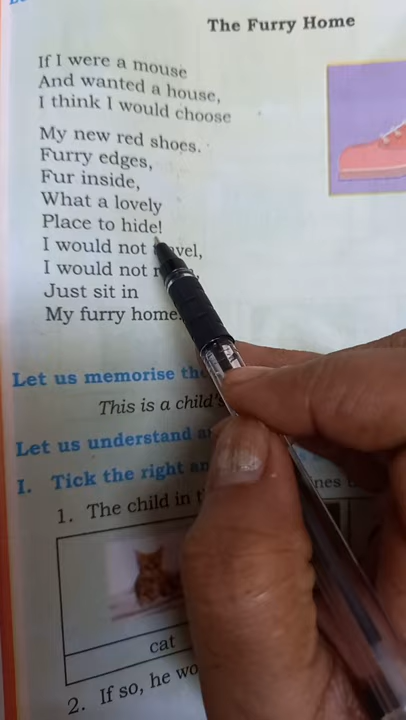 The Furry Home
If I were a mouse
And wanted a house,
I think I would choose
My new red shoes.
Furry edges,
Fur inside,
What a lovely
Place to hide!
I would not
I would not
Just sit in
My furry home
Let us memorise
This is a child's
Let us understand
I. Tick the right
1. The child in
cat
2. If so, he